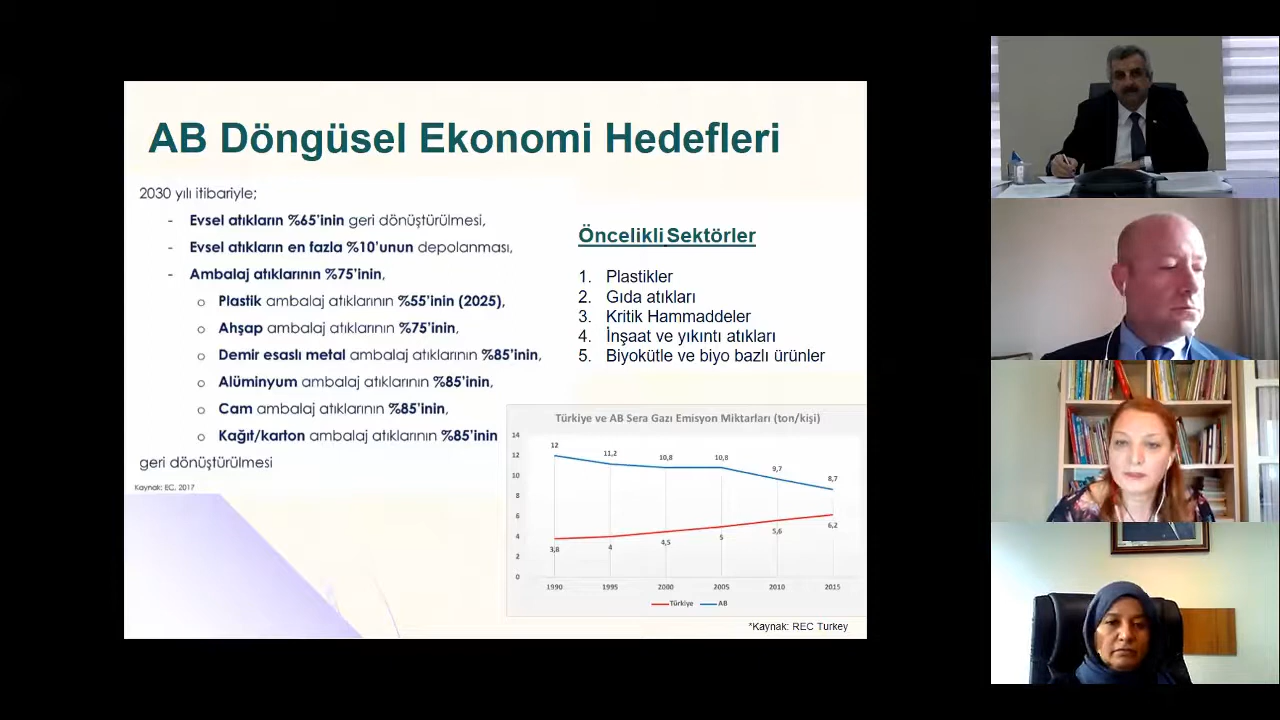 AB Döngüsel Ekonomi Hedefleri
2030 yılı itibariyle;
- Evsel atıkların %65'inin geri dönüştürülmesi,
- Evsel atıkların en fazla %10'unun depolanması,
- Ambalaj atıklarının %75'inin,
o Plastik ambalaj atıklarının %55'inin (2025),
o Ahşap ambalaj atıklarının %75'inin,
o Demir esaslı metal ambalaj atıklarının %85'inin,
o Alüminyum ambalaj atıklarının %85'inin,
o Cam ambalaj atıklarının %85'inin,
o Kağıt/karton ambalaj atıklarının %85'inin
geri dönüştürülmesi
Kaynak: EC, 2017
Öncelikli Sektörler
1. Plastikler
2. Gıda atıkları
3. Kritik Hammaddeler
4. İnşaat ve yıkıntı atıkları
5. Biyokütle ve biyo bazlı ürünler
Türkiye ve AB Sera Gazı Emisyon Miktarları (ton/kişi)
14
12
10
8
6
4
2
0
12 11,2 10,8 10,8 9,7 8,7
3,8 4 4,5 5 5,6 6,2
1990 1995 2000 2005 2010 2015
Türkiye AB
*Kaynak: REC Turkey